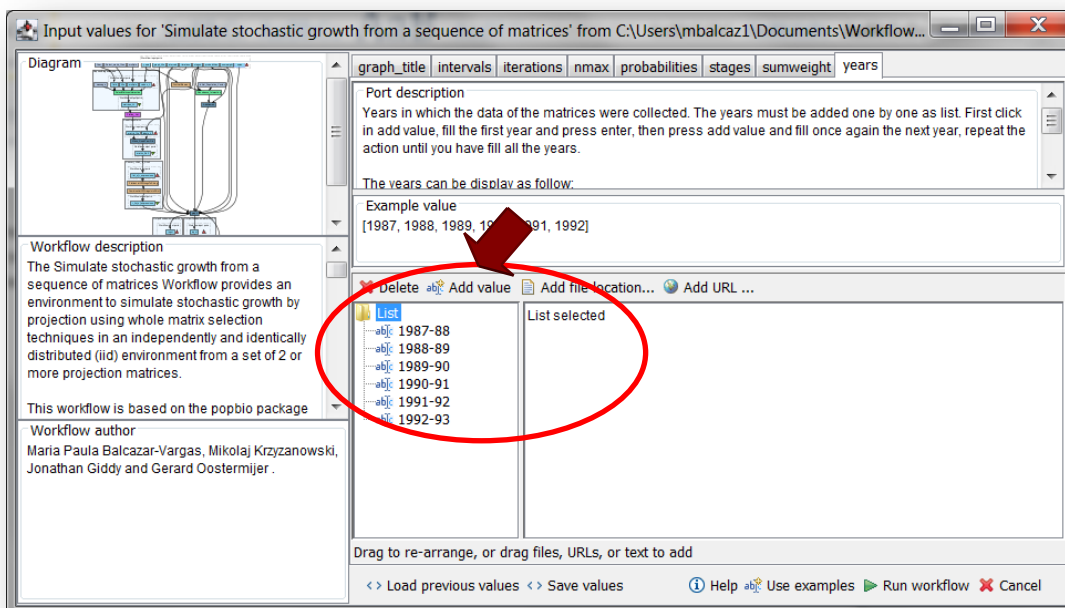 Input values for 'Simulate stochastic growth from a sequence of matrices' from C:\Users\mbalcaz1\Documents\Workflow...
Diagram
graph_title intervals iterations nmax probabilities stages sumweight years
Port description
Years in which the data of the matrices were collected. The years must be added one by one as list. First click
in add value, fill the first year and press enter, then press add value and fill once again the next year, repeat the
action until you have fill all the years.
The years can be display as follow:
Example value
[1987, 1988, 1989, 19 991, 1992]
Workflow description
The Simulate stochastic growth from a
sequence of matrices Workflow provides an
environment to simulate stochastic growth by
projection using whole matrix selection
techniques in an independently and identically
distributed (iid) environment from a set of 2 or
more projection matrices.
This workflow is based on the popbio package
Workflow author
Maria Paula Balcazar-Vargas, Mikolaj Krzyzanowski,
Jonathan Giddy and Gerard Oostermijer .
Delete Add value Add file location... Add URL ...
List
1987-88
1988-89
1989-90
1990-91
1991-92
1992-93
List selected
Drag to re-arrange, or drag files, URLs, or text to add
Load previous values Save values Help Use examples Run workflow Cancel